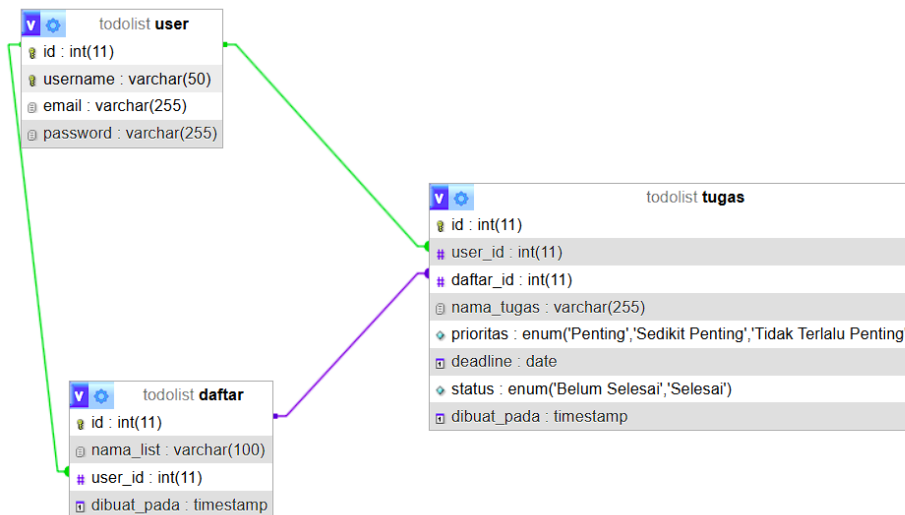 todolist user
id : int(11)
username : varchar(50)
email : varchar(255)
password : varchar(255)
todolist tugas
id : int(11)
user_id : int(11)
daftar_id : int(11)
nama_tugas : varchar(255)
prioritas : enum('Penting','Sedikit Penting','Tidak Terlalu Penting'
deadline : date
status : enum('Belum Selesai','Selesai')
dibuat_pada : timestamp
todolist daftar
id : int(11)
nama_list : varchar(100)
user_id : int(11)
dibuat_pada : timestamp